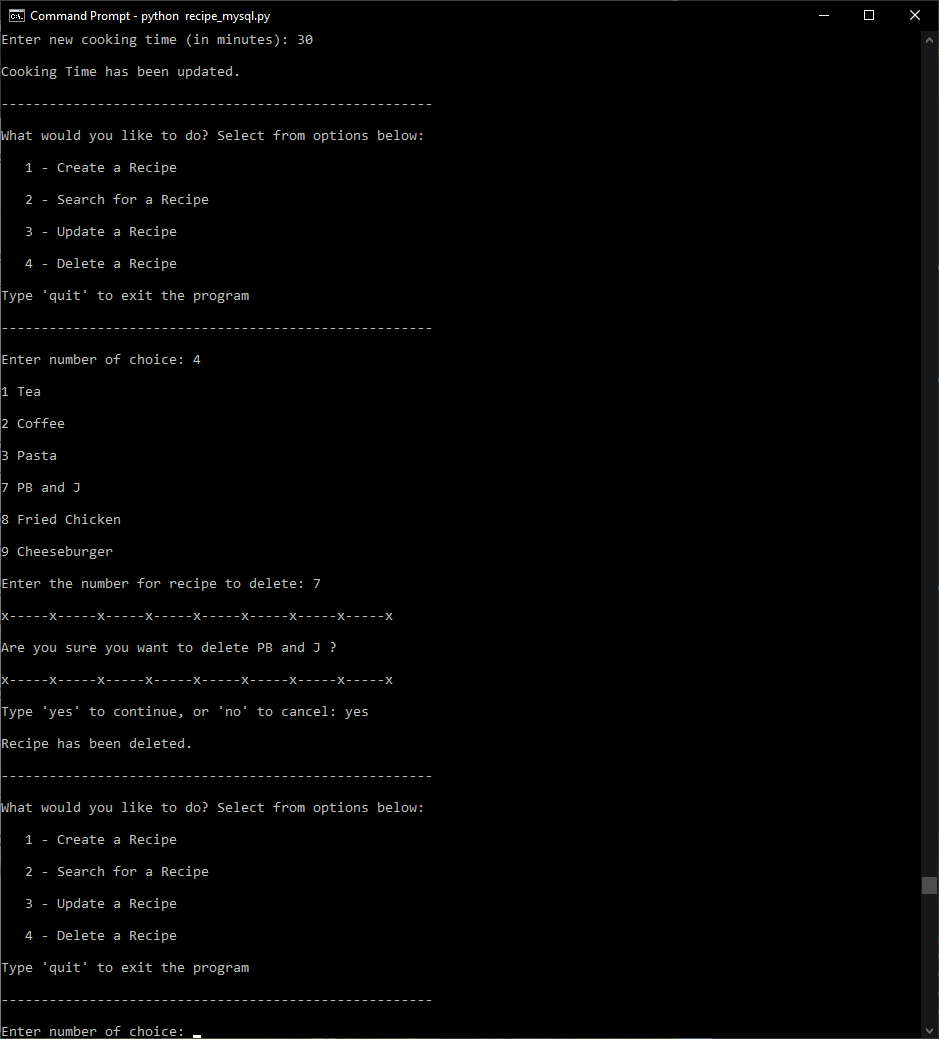 Command Prompt - python  recipe_mysql.py
Enter new cooking time (in minutes): 30
Cooking Time has been updated.
------------------------------------------------------
What would you like to do? Select from options below:
   1 - Create a Recipe
   2 - Search for a Recipe
   3 - Update a Recipe
   4 - Delete a Recipe
Type 'quit' to exit the program
------------------------------------------------------
Enter number of choice: 4
1 Tea
2 Coffee
3 Pasta
7 PB and J
8 Fried Chicken
9 Cheeseburger
Enter the number for recipe to delete: 7
x-----x-----x-----x-----x-----x-----x-----x-----x
Are you sure you want to delete PB and J ?
x-----x-----x-----x-----x-----x-----x-----x-----x
Type 'yes' to continue, or 'no' to cancel: yes
Recipe has been deleted.
------------------------------------------------------
What would you like to do? Select from options below:
   1 - Create a Recipe
   2 - Search for a Recipe
   3 - Update a Recipe
   4 - Delete a Recipe
Type 'quit' to exit the program
------------------------------------------------------
Enter number of choice: _